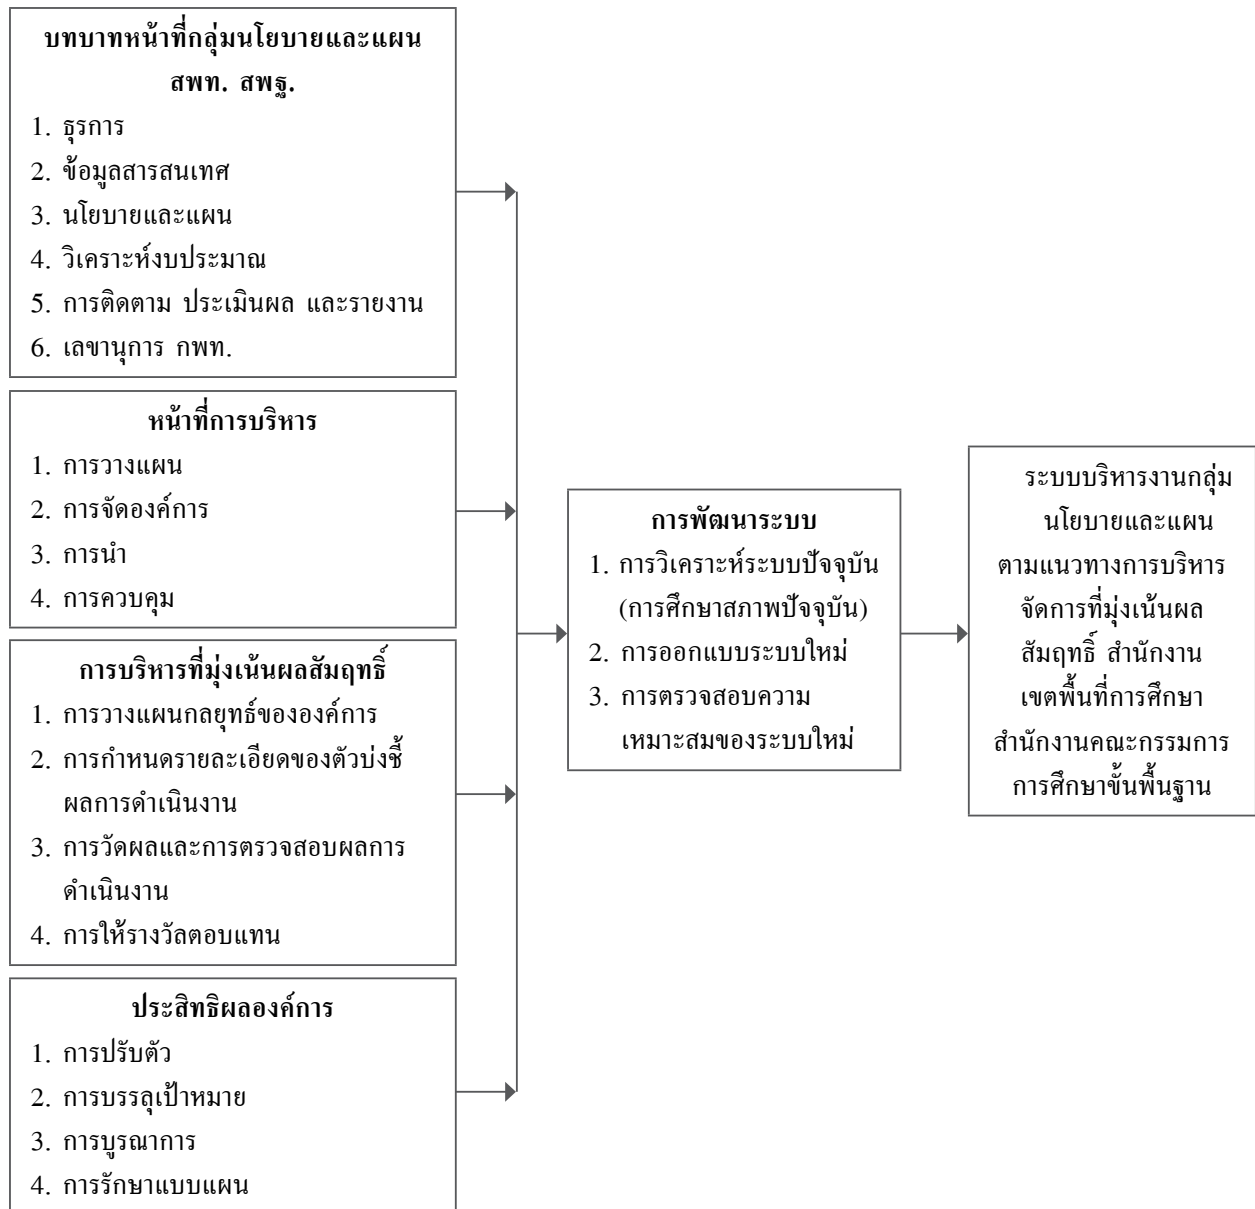 บทบาทหน้าที่กลุ่มนโยบายและแผน
สพท. สพฐ.
1. ธุรการ
2. ข้อมูลสารสนเทศ
3. นโยบายและแผน
4. วิเคราะห์งบประมาณ
5. การติดตาม ประเมินผล และรายงาน
6. เลขานุการ กพท.
หน้าที่การบริหาร
1. การวางแผน
2. การจัดองค์การ
3. การนำ
4. การควบคุม
การบริหารที่มุ่งเน้นผลสัมฤทธิ์
1. การวางแผนกลยุทธ์ขององค์การ
2. การกำหนดรายละเอียดของตัวบ่งชี้
ผลการดำเนินงาน
3. การวัดผลและการตรวจสอบผลการ
ดำเนินงาน
4. การให้รางวัลตอบแทน
ประสิทธิผลองค์การ
1. การปรับตัว
2. การบรรลุเป้าหมาย
3. การบูรณาการ
4. การรักษาแบบแผน
การพัฒนาระบบ
1. การวิเคราะห์ระบบปัจจุบัน
(การศึกษาสภาพปัจจุบัน)
2. การออกแบบระบบใหม่
3. การตรวจสอบความ
เหมาะสมของระบบใหม่
ระบบบริหารงานกลุ่ม
นโยบายและแผน
ตามแนวทางการบริหาร
จัดการที่มุ่งเน้นผล
สัมฤทธิ์ สำนักงาน
เขตพื้นที่การศึกษา
สำนักงานคณะกรรมการ
การศึกษาขั้นพื้นฐาน